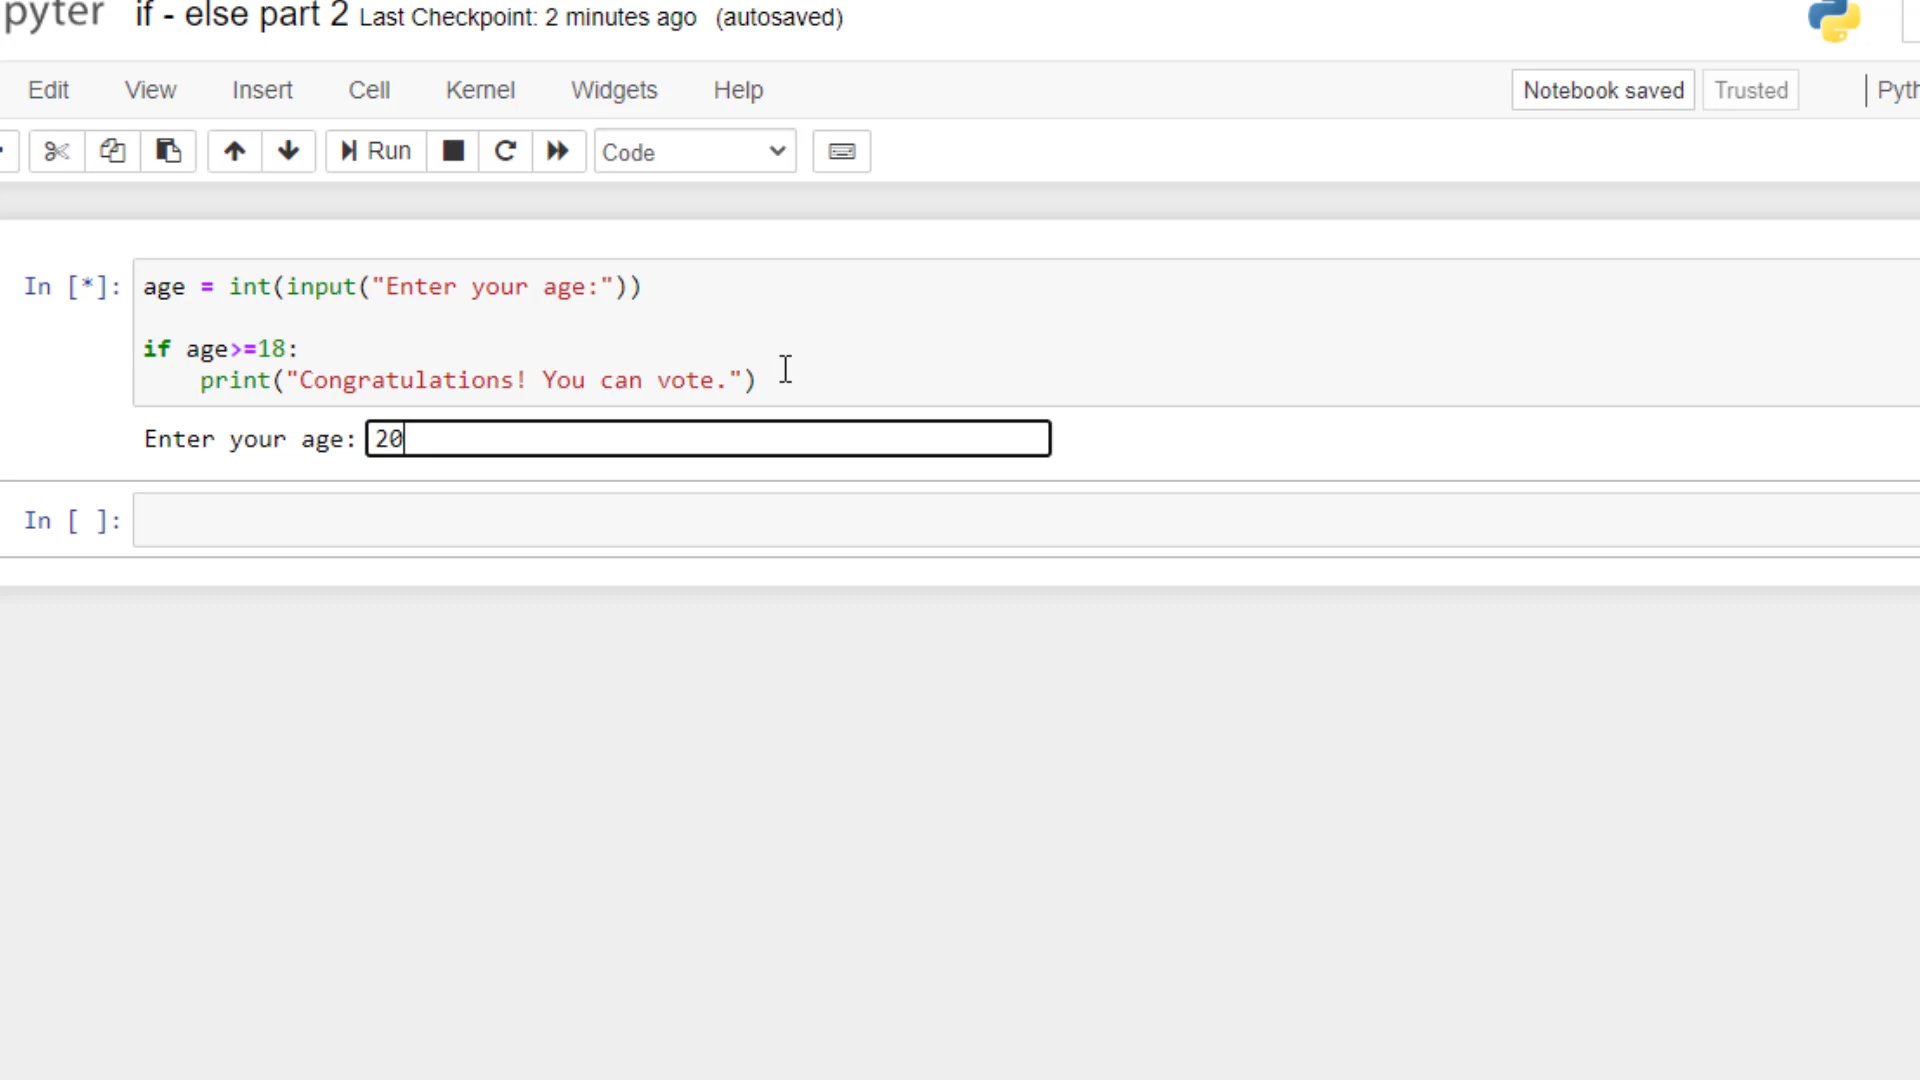 pyter if - else part 2 Last Checkpoint: 2 minutes ago (autosaved)
Edit View Insert Cell Kernel Widgets Help Notebook saved Trusted Pyth
Run Code
In [*]: age = int(input("Enter your age:"))
if age>=18:
print("Congratulations! You can vote.")
Enter your age: 20
In [ ]: